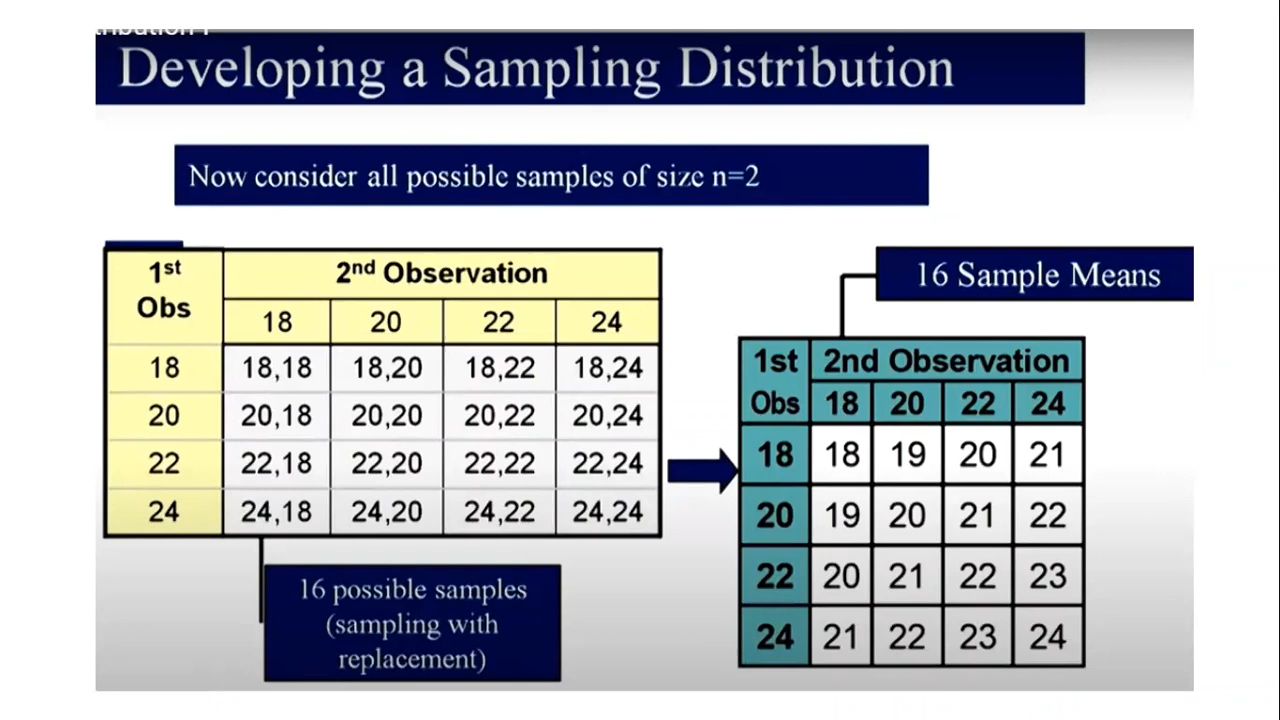 Developing a Sampling Distribution
Now consider all possible samples of size n=2
1st Obs 2nd Observation
18 20 22 24
18 18,18 18,20 18,22 18,24
20 20,18 20,20 20,22 20,24
22 22,18 22,20 22,22 22,24
24 24,18 24,20 24,22 24,24
16 possible samples
(sampling with
replacement)
16 Sample Means
1st 2nd Observation
Obs 18 20 22 24
18 18 19 20 21
20 19 20 21 22
22 20 21 22 23
24 21 22 23 24